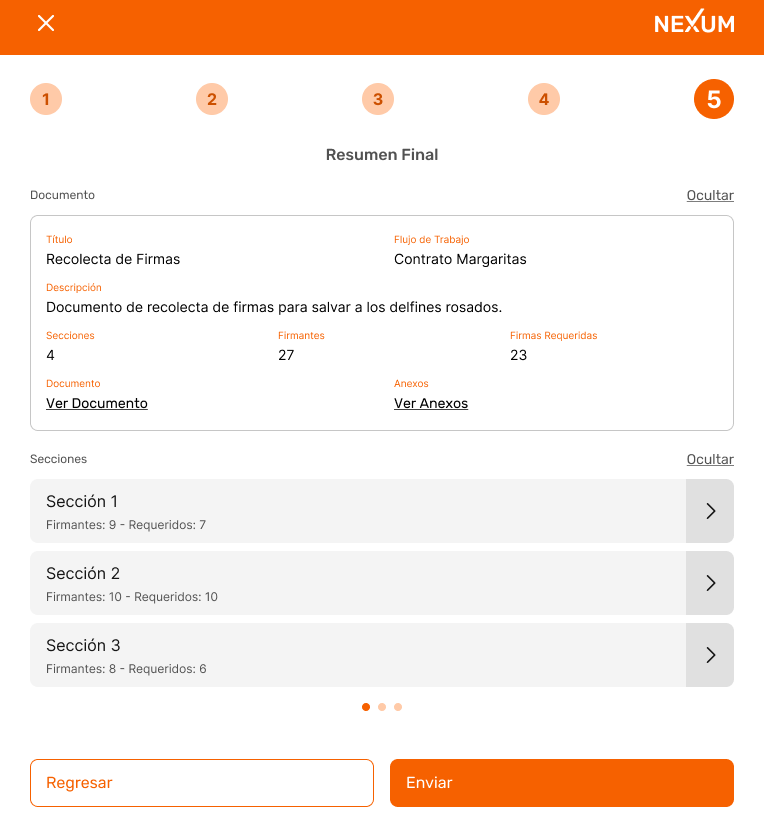 NEXUM
1 2 3 4 5
Resumen Final
Documento Ocultar
Título Flujo de Trabajo
Recolecta de Firmas Contrato Margaritas
Descripción
Documento de recolecta de firmas para salvar a los delfines rosados.
Secciones Firmantes Firmas Requeridas
4 27 23
Documento Anexos
Ver Documento Ver Anexos
Secciones Ocultar
Sección 1
Firmantes: 9 - Requeridos: 7
Sección 2
Firmantes: 10 - Requeridos: 10
Sección 3
Firmantes: 8 - Requeridos: 6
Regresar Enviar